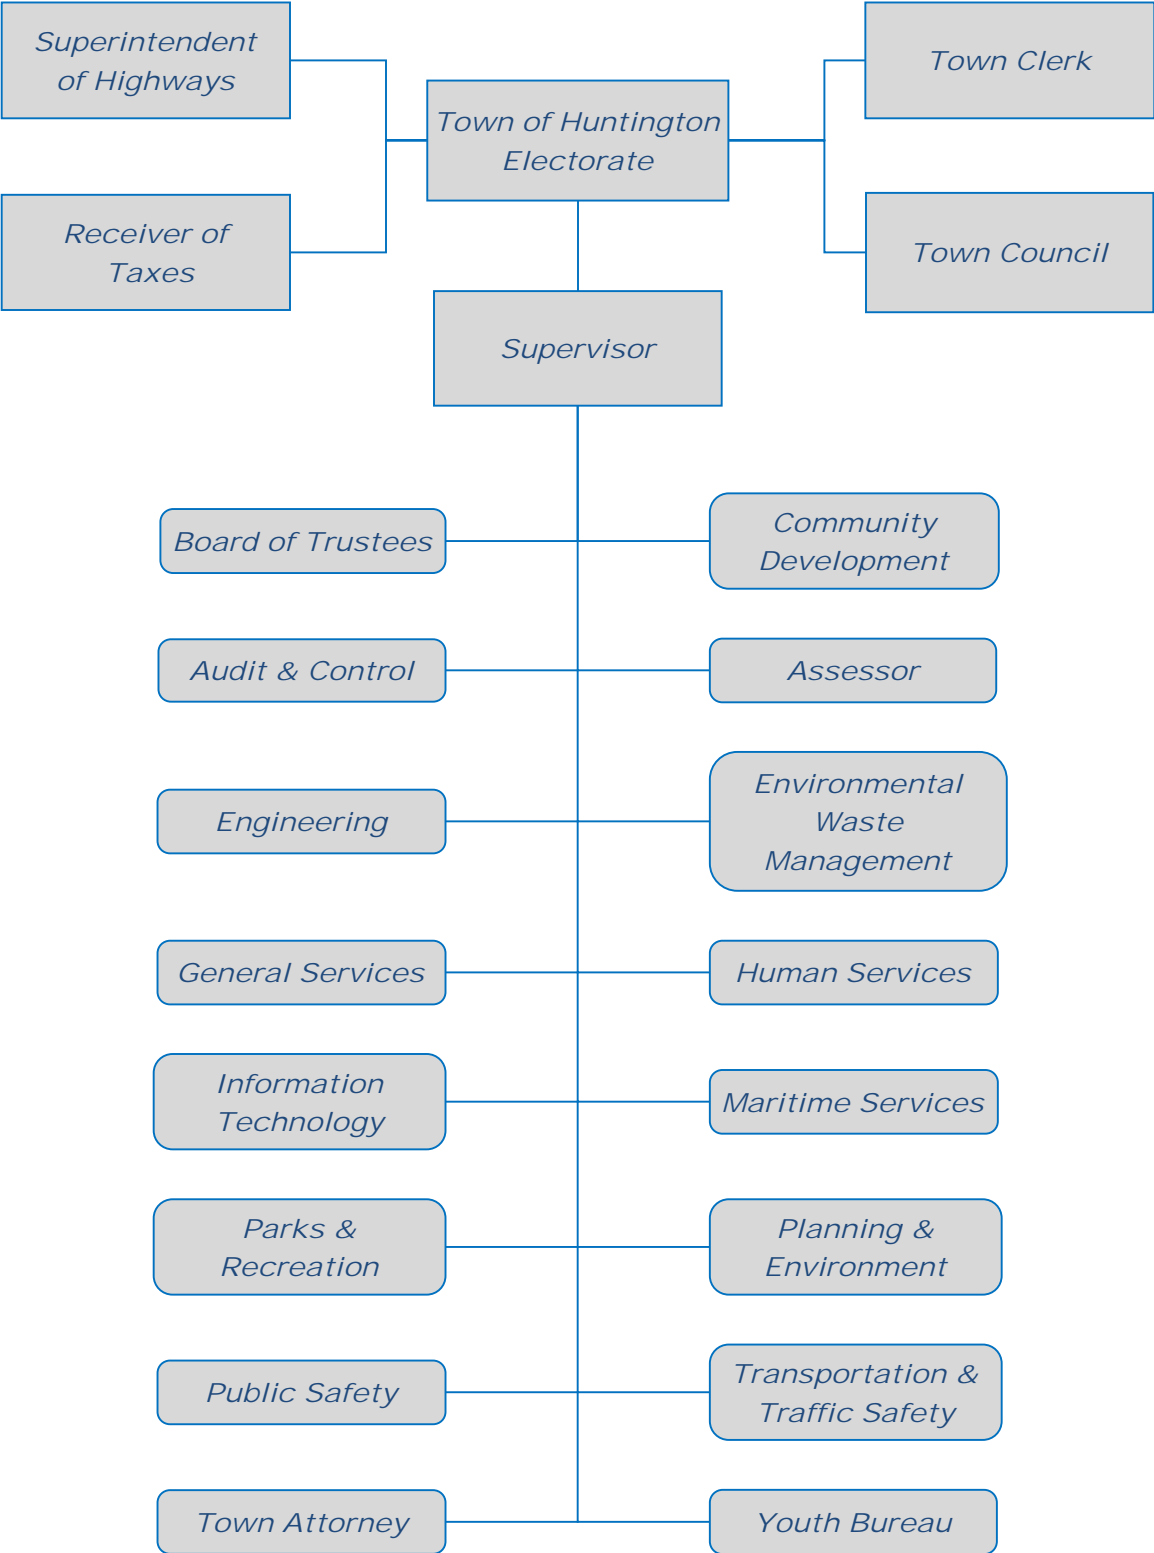 Superintendent
of Highways
Town Clerk
Town of Huntington
Electorate
Receiver of
Taxes
Town Council
Supervisor
Board of Trustees
Community
Development
Audit & Control
Assessor
Engineering
Environmental
Waste
Management
General Services
Human Services
Information
Technology
Maritime Services
Parks &
Recreation
Planning &
Environment
Public Safety
Transportation &
Traffic Safety
Town Attorney
Youth Bureau